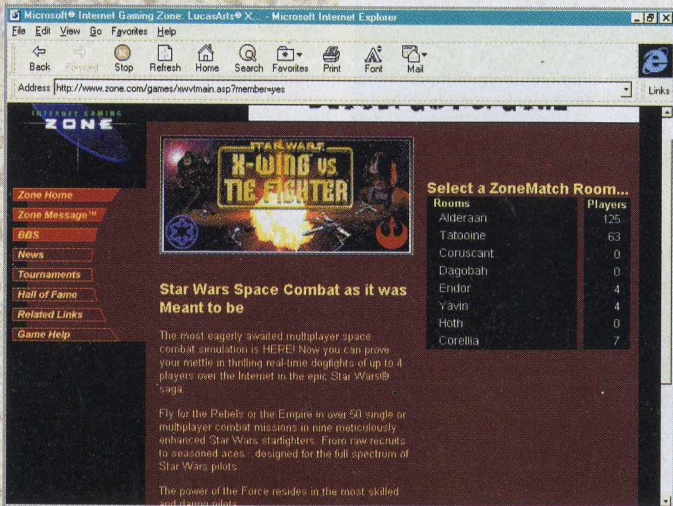 Microsoft® Internet Gaming Zone: LucasArts® X... - Microsoft Internet Explorer
File Edit View Go Favorites Help
Back Forward Stop Refresh Home Search Favorites Print Font Mail
Address http://www.zone.com/games/xwvtmain.asp?member=yes Links
INTERNET GAMING
ZONE
STAR WARS
X-WING VS.
TIE FIGHTER
Zone Home
Zone Message™
BBS
News
Tournaments
Hall of Fame
Related Links
Game Help
Star Wars Space Combat as it was
Meant to be
The most eagerly awaited multiplayer space
combat simulation is HERE! Now you can prove
your mettle in thrilling real-time dogfights of up to 4
players over the Internet in the epic Star Wars®
saga.
Fly for the Rebels or the Empire in over 50 single or
multiplayer combat missions in nine meticulously
enhanced Star Wars starfighters. From raw recruits
to seasoned aces...designed for the full spectrum of
Star Wars pilots.
The power of the Force resides in the most skilled
and daring pilots
Select a ZoneMatch Room...
Rooms Players
Alderaan 125
Tatooine 63
Coruscant 0
Dagobah 0
Endor 4
Yavin 4
Hoth 0
Corellia 7